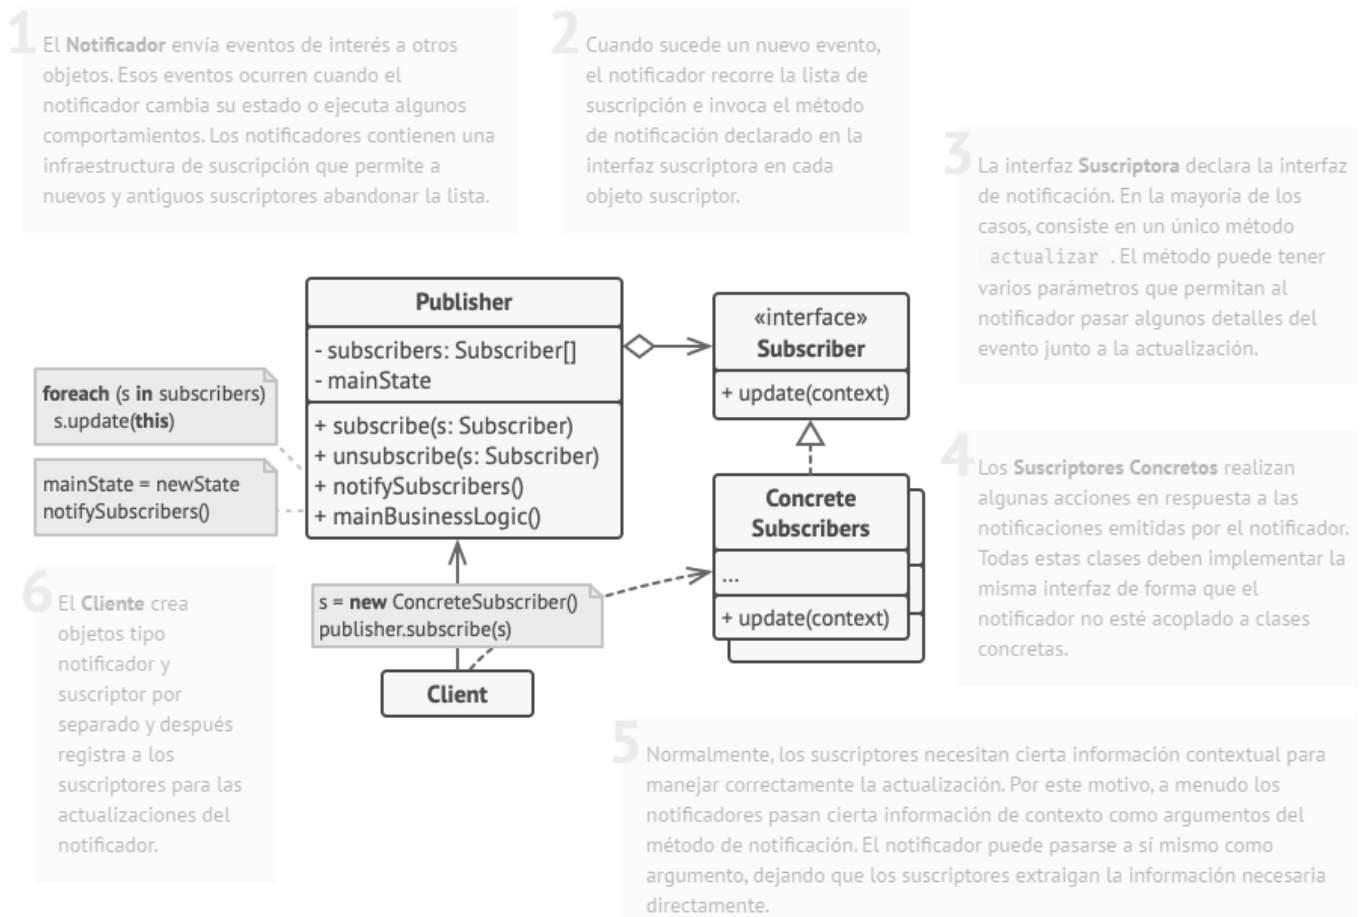 1
El Notificador envía eventos de interés a otros
objetos. Esos eventos ocurren cuando el
notificador cambia su estado o ejecuta algunos
comportamientos. Los notificadores contienen una
infraestructura de suscripción que permite a
nuevos y antiguos suscriptores abandonar la lista.
2
Cuando sucede un nuevo evento,
el notificador recorre la lista de
suscripción e invoca el método
de notificación declarado en la
interfaz suscriptora en cada
objeto suscriptor.
3
La interfaz Suscriptora declara la interfaz
de notificación. En la mayoría de los
casos, consiste en un único método
actualizar . El método puede tener
varios parámetros que permitan al
notificador pasar algunos detalles del
evento junto a la actualización.
Publisher
- subscribers: Subscriber[]
- mainState
+ subscribe(s: Subscriber)
+ unsubscribe(s: Subscriber)
+ notifySubscribers()
+ mainBusinessLogic()
«interface»
Subscriber
+ update(context)
foreach (s in subscribers)
s.update(this)
mainState = newState
notifySubscribers()
Concrete
Subscribers
...
+ update(context)
4
Los Suscriptores Concretos realizan
algunas acciones en respuesta a las
notificaciones emitidas por el notificador.
Todas estas clases deben implementar la
misma interfaz de forma que el
notificador no esté acoplado a clases
concretas.
6
El Cliente crea
objetos tipo
notificador y
suscriptor por
separado y después
registra a los
suscriptores para las
actualizaciones del
notificador.
s = new ConcreteSubscriber()
publisher.subscribe(s)
Client
5
Normalmente, los suscriptores necesitan cierta información contextual para
manejar correctamente la actualización. Por este motivo, a menudo los
notificadores pasan cierta información de contexto como argumentos del
método de notificación. El notificador puede pasarse a sí mismo como
argumento, dejando que los suscriptores extraigan la información necesaria
directamente.